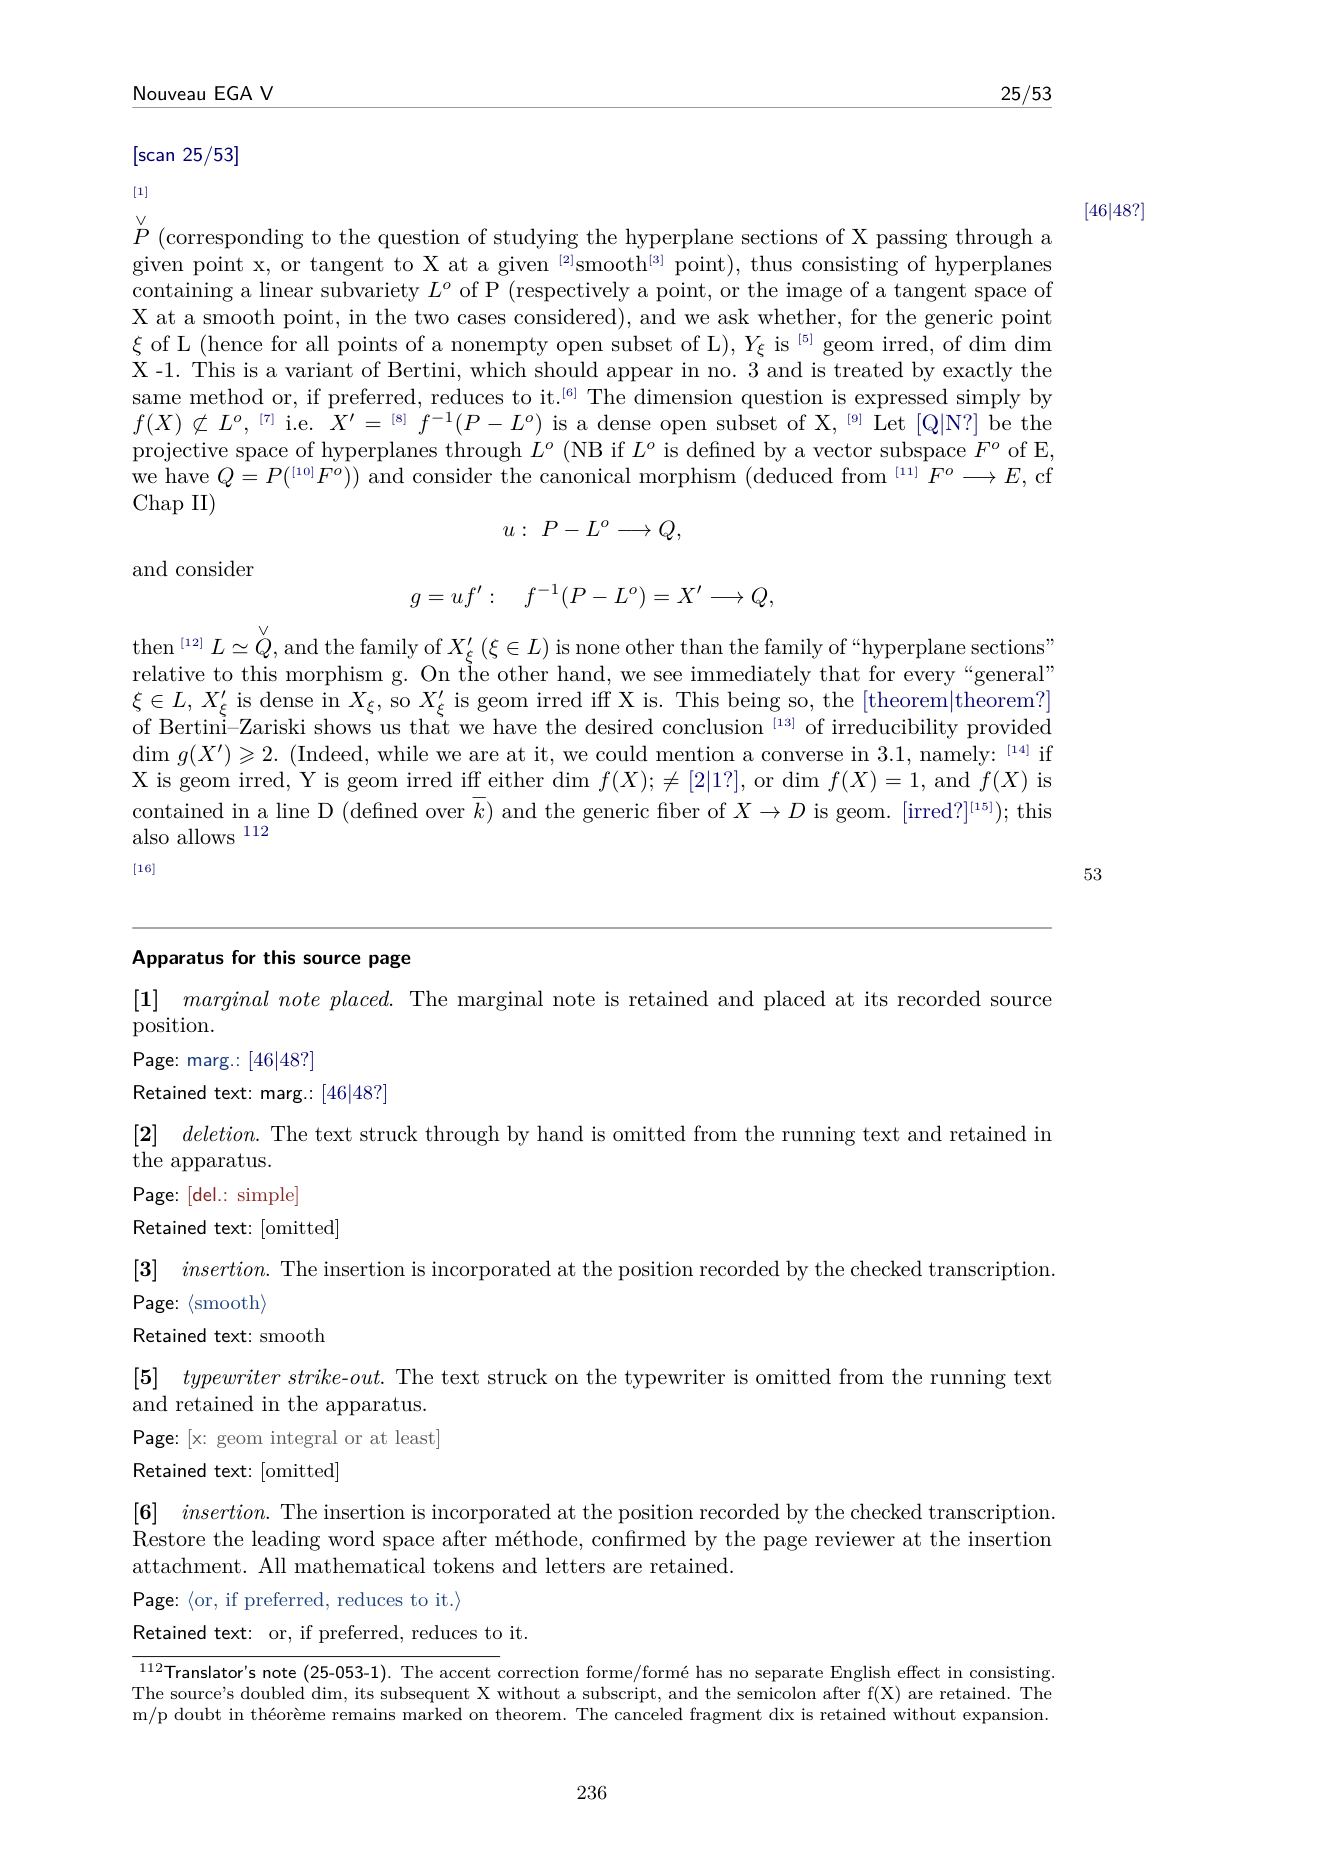 Nouveau EGA V 25/53
[scan 25/53]
[1]
[46|48?]
P̌ (corresponding to the question of studying the hyperplane sections of X passing through a
given point x, or tangent to X at a given [2]smooth[3] point), thus consisting of hyperplanes
containing a linear subvariety Lᵒ of P (respectively a point, or the image of a tangent space of
X at a smooth point, in the two cases considered), and we ask whether, for the generic point
ξ of L (hence for all points of a nonempty open subset of L), Y_ξ is [5] geom irred, of dim dim
X -1. This is a variant of Bertini, which should appear in no. 3 and is treated by exactly the
same method or, if preferred, reduces to it.[6] The dimension question is expressed simply by
f(X) ⊄ Lᵒ, [7] i.e. X′ = [8] f⁻¹(P − Lᵒ) is a dense open subset of X, [9] Let [Q|N?] be the
projective space of hyperplanes through Lᵒ (NB if Lᵒ is defined by a vector subspace Fᵒ of E,
we have Q = P([10]Fᵒ)) and consider the canonical morphism (deduced from [11] Fᵒ ⟶ E, cf
Chap II)
u : P − Lᵒ ⟶ Q,
and consider
g = uf′ : f⁻¹(P − Lᵒ) = X′ ⟶ Q,
then [12] L ≃ Q̌, and the family of X′_ξ (ξ ∈ L) is none other than the family of “hyperplane sections”
relative to this morphism g. On the other hand, we see immediately that for every “general”
ξ ∈ L, X′_ξ is dense in X_ξ, so X′_ξ is geom irred iff X is. This being so, the [theorem|theorem?]
of Bertini–Zariski shows us that we have the desired conclusion [13] of irreducibility provided
dim g(X′) ⩾ 2. (Indeed, while we are at it, we could mention a converse in 3.1, namely: [14] if
X is geom irred, Y is geom irred iff either dim f(X); ≠ [2|1?], or dim f(X) = 1, and f(X) is
contained in a line D (defined over k̅) and the generic fiber of X → D is geom. [irred?][15]); this
also allows 112
[16]
53
Apparatus for this source page
[1] marginal note placed. The marginal note is retained and placed at its recorded source
position.
Page: marg.: [46|48?]
Retained text: marg.: [46|48?]
[2] deletion. The text struck through by hand is omitted from the running text and retained in
the apparatus.
Page: [del.: simple]
Retained text: [omitted]
[3] insertion. The insertion is incorporated at the position recorded by the checked transcription.
Page: ⟨smooth⟩
Retained text: smooth
[5] typewriter strike-out. The text struck on the typewriter is omitted from the running text
and retained in the apparatus.
Page: [x: geom integral or at least]
Retained text: [omitted]
[6] insertion. The insertion is incorporated at the position recorded by the checked transcription.
Restore the leading word space after méthode, confirmed by the page reviewer at the insertion
attachment. All mathematical tokens and letters are retained.
Page: ⟨or, if preferred, reduces to it.⟩
Retained text: or, if preferred, reduces to it.
112Translator's note (25-053-1). The accent correction forme/formé has no separate English effect in consisting.
The source's doubled dim, its subsequent X without a subscript, and the semicolon after f(X) are retained. The
m/p doubt in théorème remains marked on theorem. The canceled fragment dix is retained without expansion.
236